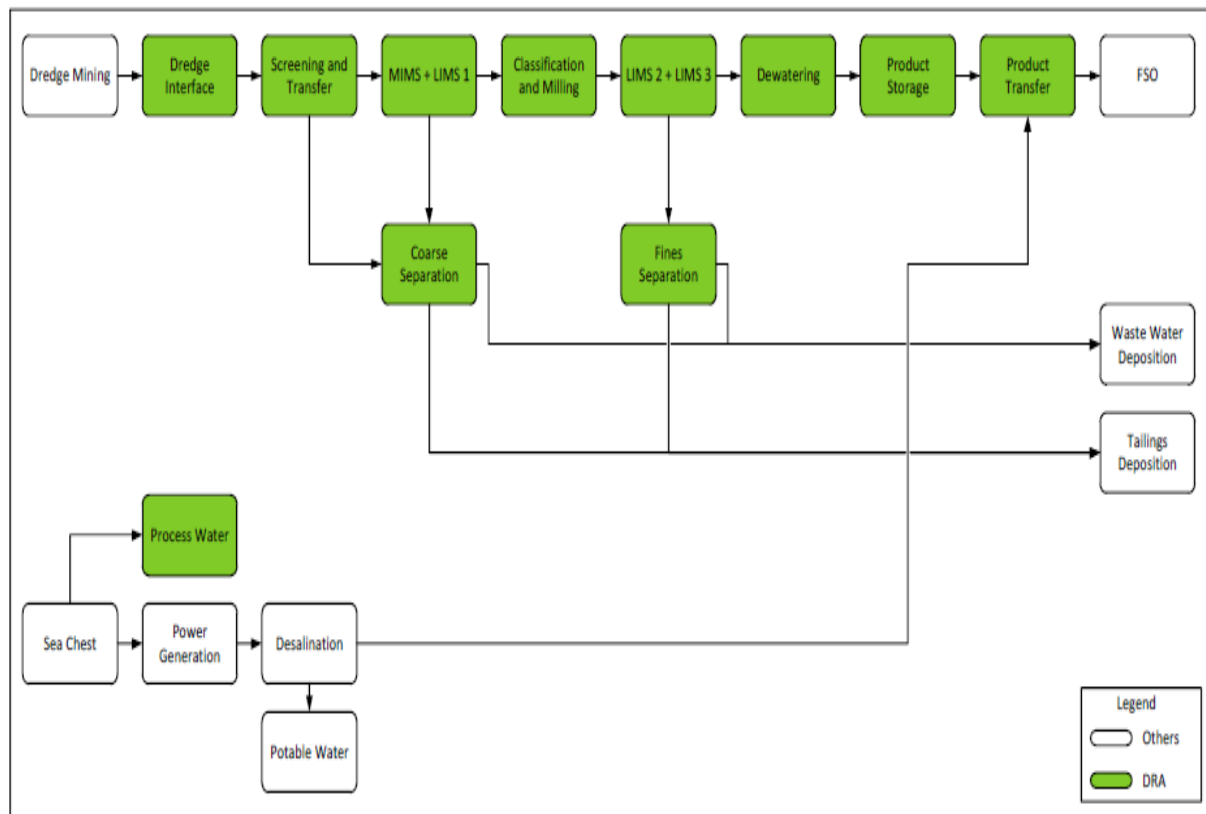 Dredge Mining
Dredge
Interface
Screening and
Transfer
MIMS + LIMS 1
Classification
and Milling
LIMS 2 + LIMS 3
Dewatering
Product
Storage
Product
Transfer
FSO
Coarse
Separation
Fines
Separation
Waste Water
Deposition
Tailings
Deposition
Process Water
Sea Chest
Power
Generation
Desalination
Potable Water
Legend
Others
DRA